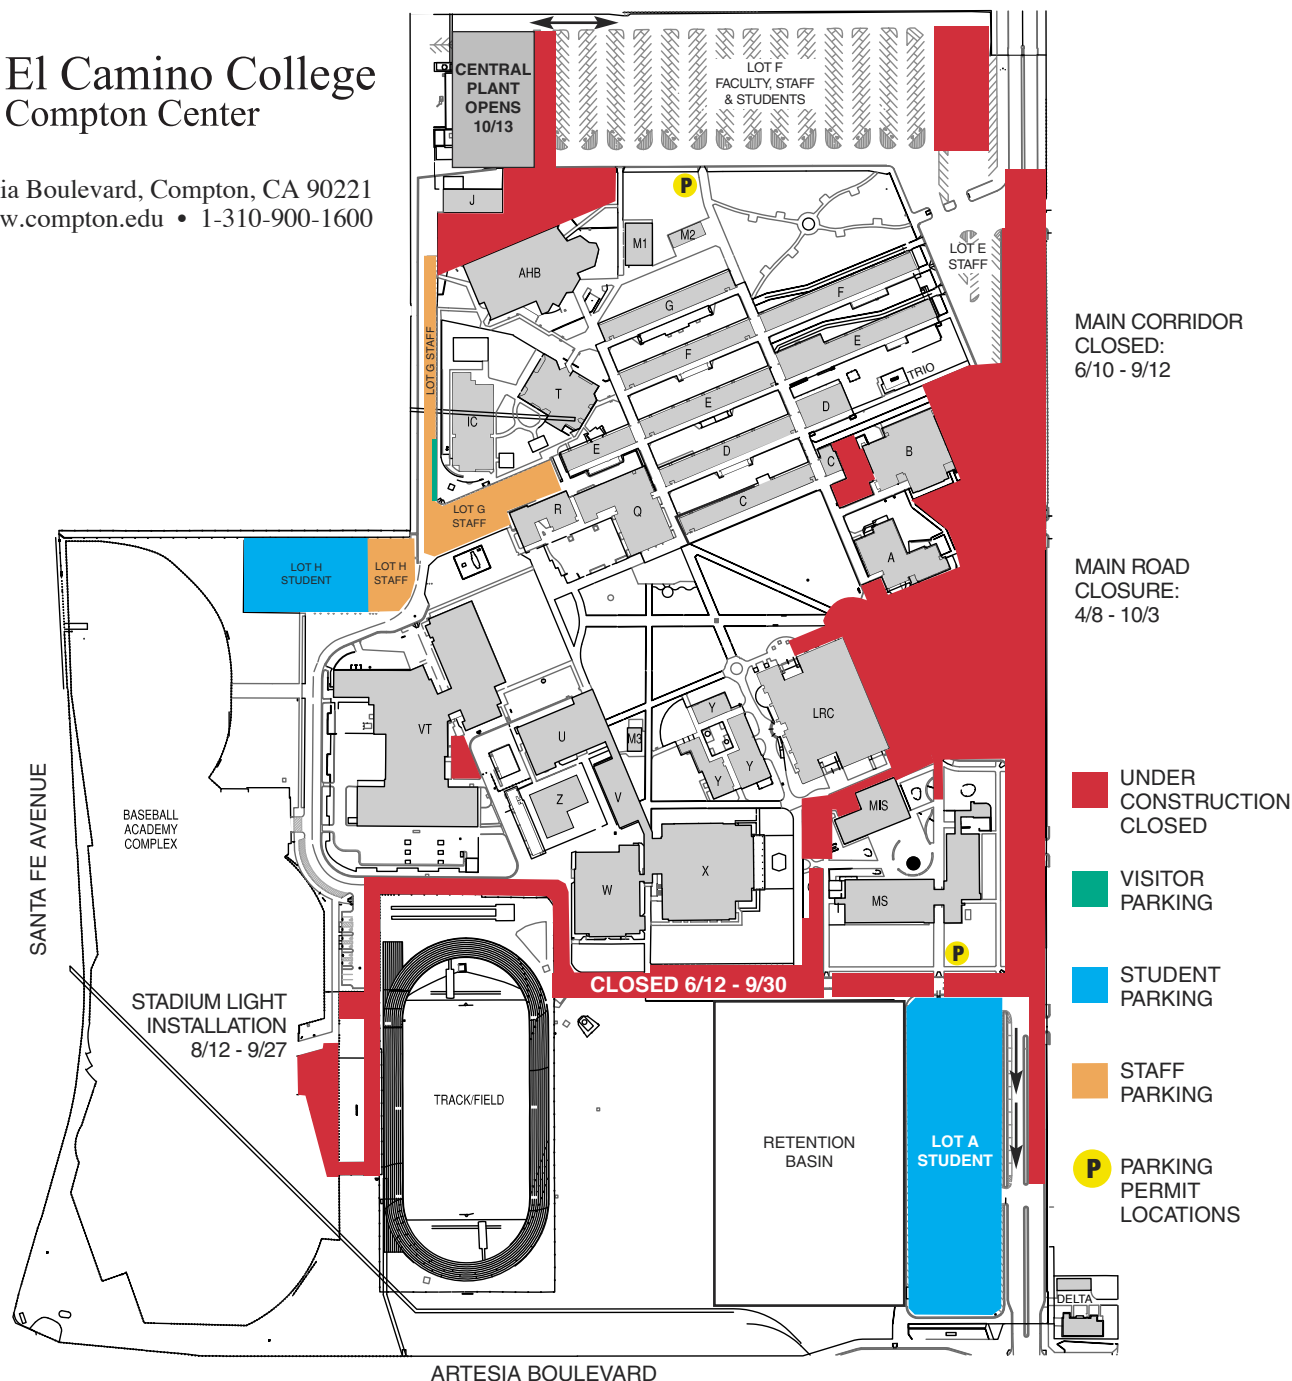 El Camino College
Compton Center
ia Boulevard, Compton, CA 90221
w.compton.edu • 1-310-900-1600
CENTRAL
PLANT
OPENS
10/13
LOT F
FACULTY, STAFF
& STUDENTS
P
J
M1
M2
AHB
LOT E
STAFF
G
F
F
E
LOT G STAFF
T
IC
E
TRIO
D
E
D
C
B
C
LOT G
STAFF
R
Q
A
MAIN CORRIDOR
CLOSED:
6/10 - 9/12
MAIN ROAD
CLOSURE:
4/8 - 10/3
LOT H
STUDENT
LOT H
STAFF
VT
U
M3
Y
Y
Y
LRC
Z
V
MIS
W
X
MS
P
BASEBALL
ACADEMY
COMPLEX
SANTA FE AVENUE
UNDER
CONSTRUCTION
CLOSED
VISITOR
PARKING
STUDENT
PARKING
STAFF
PARKING
P
PARKING
PERMIT
LOCATIONS
CLOSED 6/12 - 9/30
STADIUM LIGHT
INSTALLATION
8/12 - 9/27
TRACK/FIELD
RETENTION
BASIN
LOT A
STUDENT
DELTA
ARTESIA BOULEVARD